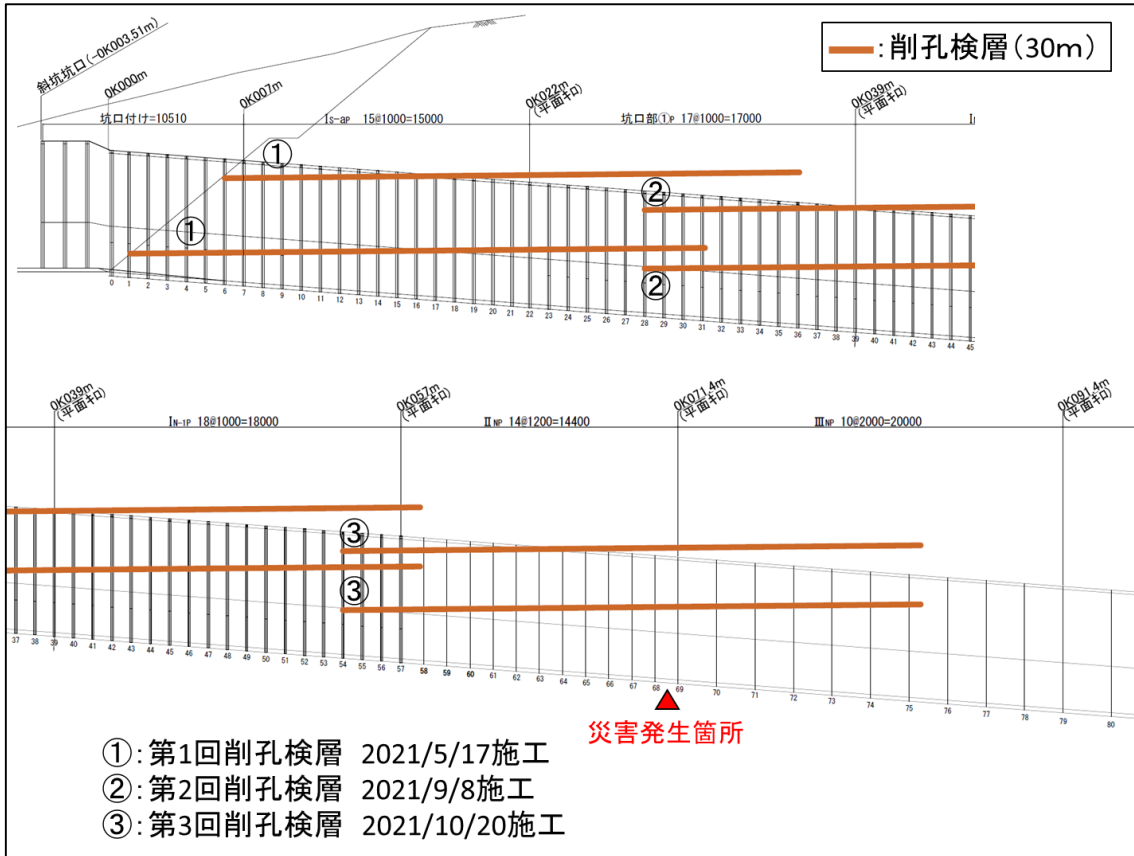 ：削孔検層（30ｍ）
斜坑坑口(-0K003.51m)
0K000m
0K007m
0K022m
(平面ｷﾛ)
0K039m
(平面ｷﾛ)
坑口付け=10510
Is-aP 15@1000=15000
坑口部①P 17@1000=17000
①
②
①
②
0 1 2 3 4 5 6 7 8 9 10 11 12 13 14 15 16 17 18 19 20 21 22 23 24 25 26 27 28 29 30 31 32 33 34 35 36 37 38 39 40 41 42 43 44 45
0K039m
(平面ｷﾛ)
0K057m
(平面ｷﾛ)
0K071.4m
(平面ｷﾛ)
0K091.4m
(平面ｷﾛ)
IN-1P 18@1000=18000
ⅡNP 14@1200=14400
ⅢNP 10@2000=20000
③
③
37 38 39 40 41 42 43 44 45 46 47 48 49 50 51 52 53 54 55 56 57 58 59 60 61 62 63 64 65 66 67 68 69 70 71 72 73 74 75 76 77 78 79 80
災害発生箇所
①：第1回削孔検層 2021/5/17施工
②：第2回削孔検層 2021/9/8施工
③：第3回削孔検層 2021/10/20施工